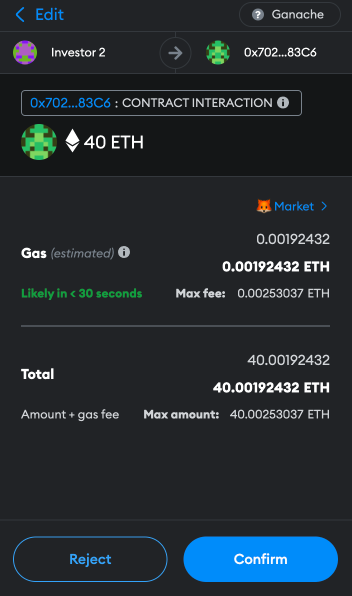 Edit
Ganache
Investor 2
0x702...83C6
0x702...83C6 : CONTRACT INTERACTION
40 ETH
Market >
0.00192432
Gas (estimated)
0.00192432 ETH
Likely in < 30 seconds
Max fee: 0.00253037 ETH
40.00192432
Total
40.00192432 ETH
Amount + gas fee
Max amount: 40.00253037 ETH
Reject
Confirm